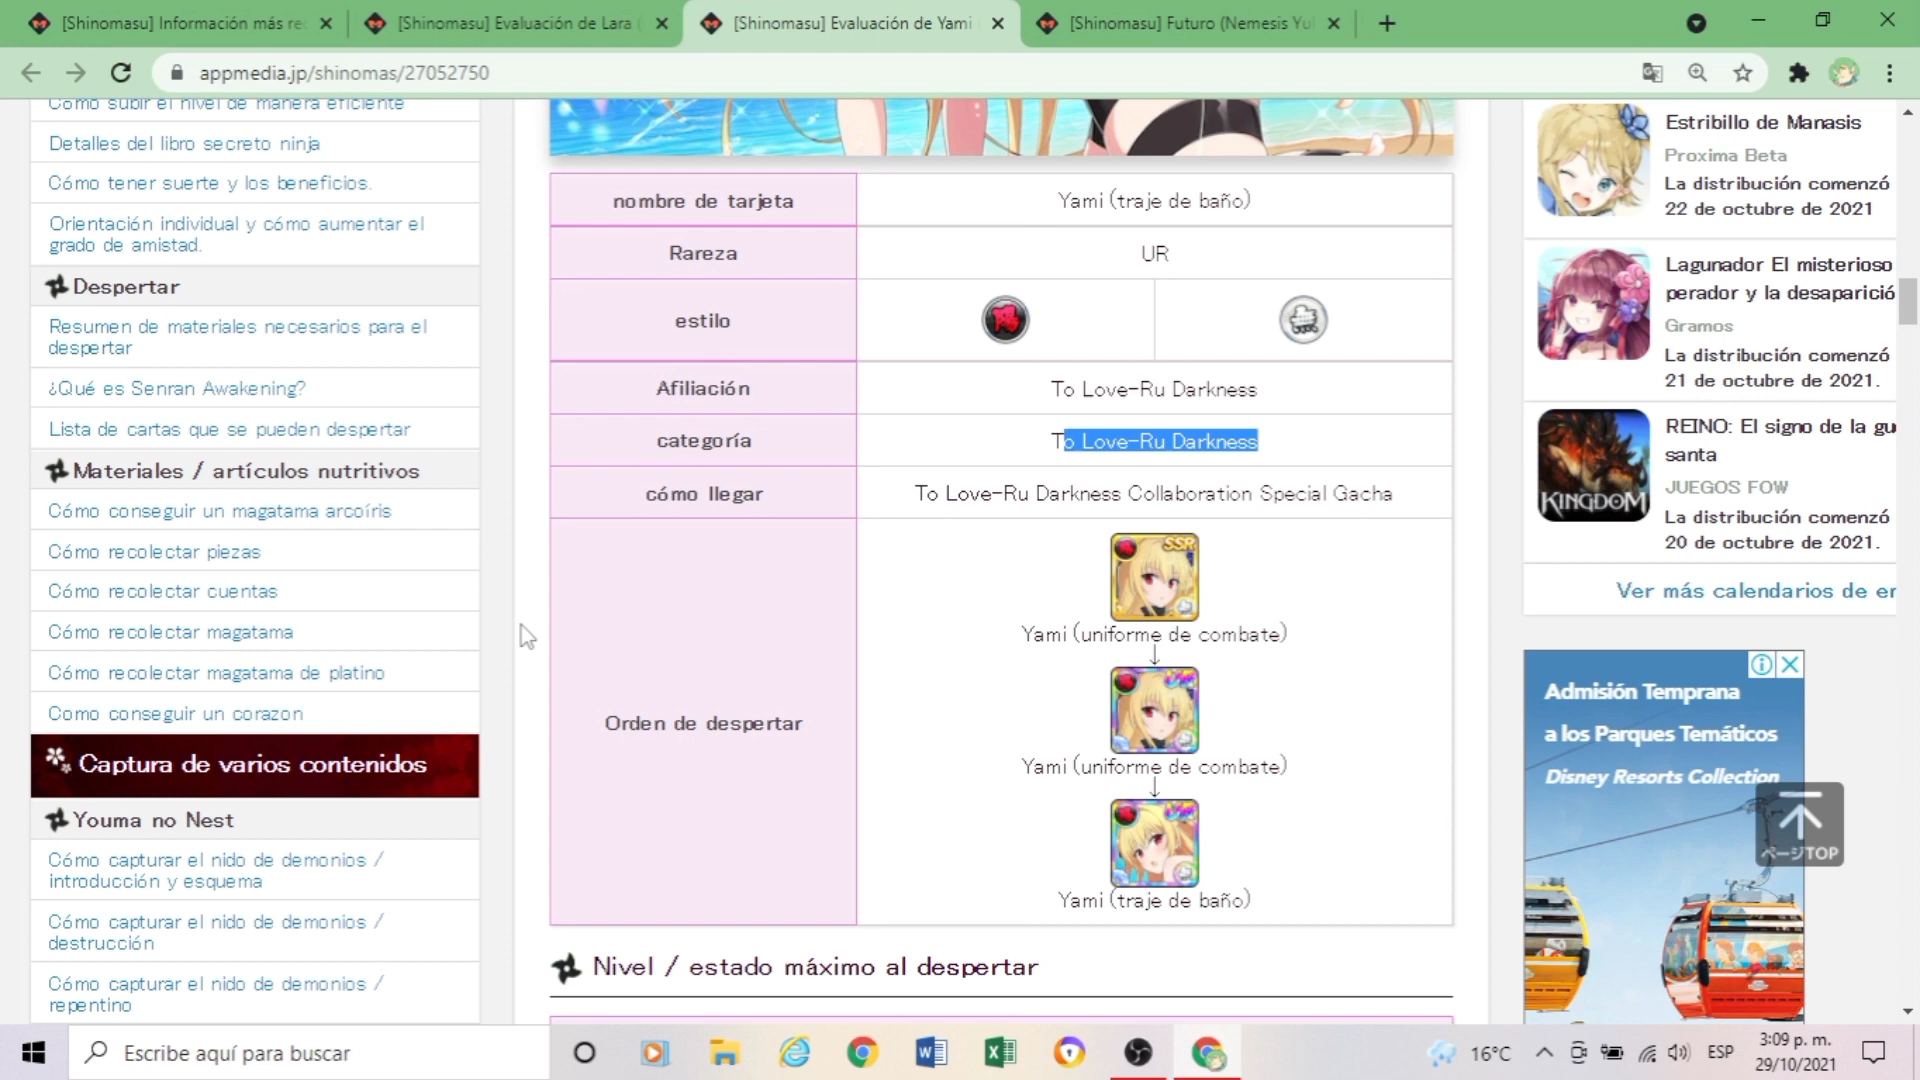 [Shinomasu] Información más rec
[Shinomasu] Evaluación de Lara (
[Shinomasu] Evaluación de Yami
[Shinomasu] Futuro (Nemesis Yui
appmedia.jp/shinomas/27052750
Cómo subir el nivel de manera eficiente
Detalles del libro secreto ninja
Cómo tener suerte y los beneficios.
Orientación individual y cómo aumentar el
grado de amistad.
Despertar
Resumen de materiales necesarios para el
despertar
¿Qué es Senran Awakening?
Lista de cartas que se pueden despertar
Materiales / artículos nutritivos
Cómo conseguir un magatama arcoíris
Cómo recolectar piezas
Cómo recolectar cuentas
Cómo recolectar magatama
Cómo recolectar magatama de platino
Como conseguir un corazon
Captura de varios contenidos
Youma no Nest
Cómo capturar el nido de demonios /
introducción y esquema
Cómo capturar el nido de demonios /
destrucción
Cómo capturar el nido de demonios /
repentino
nombre de tarjeta
Yami (traje de baño)
Rareza
UR
estilo
Afiliación
To Love-Ru Darkness
categoría
To Love-Ru Darkness
cómo llegar
To Love-Ru Darkness Collaboration Special Gacha
Orden de despertar
SSR
Yami (uniforme de combate)
↓
UR
Yami (uniforme de combate)
↓
UR
Yami (traje de baño)
Nivel / estado máximo al despertar
Estribillo de Manasis
Proxima Beta
La distribución comenzó
22 de octubre de 2021
Lagunador El misterioso
perador y la desaparició
Gramos
La distribución comenzó
21 de octubre de 2021.
REINO: El signo de la gu
santa
JUEGOS FOW
La distribución comenzó
20 de octubre de 2021.
KINGDOM
Ver más calendarios de er
Admisión Temprana
a los Parques Temáticos
Disney Resorts Collection
ページTOP
Escribe aquí para buscar
16°C
ESP
3:09 p. m.
29/10/2021